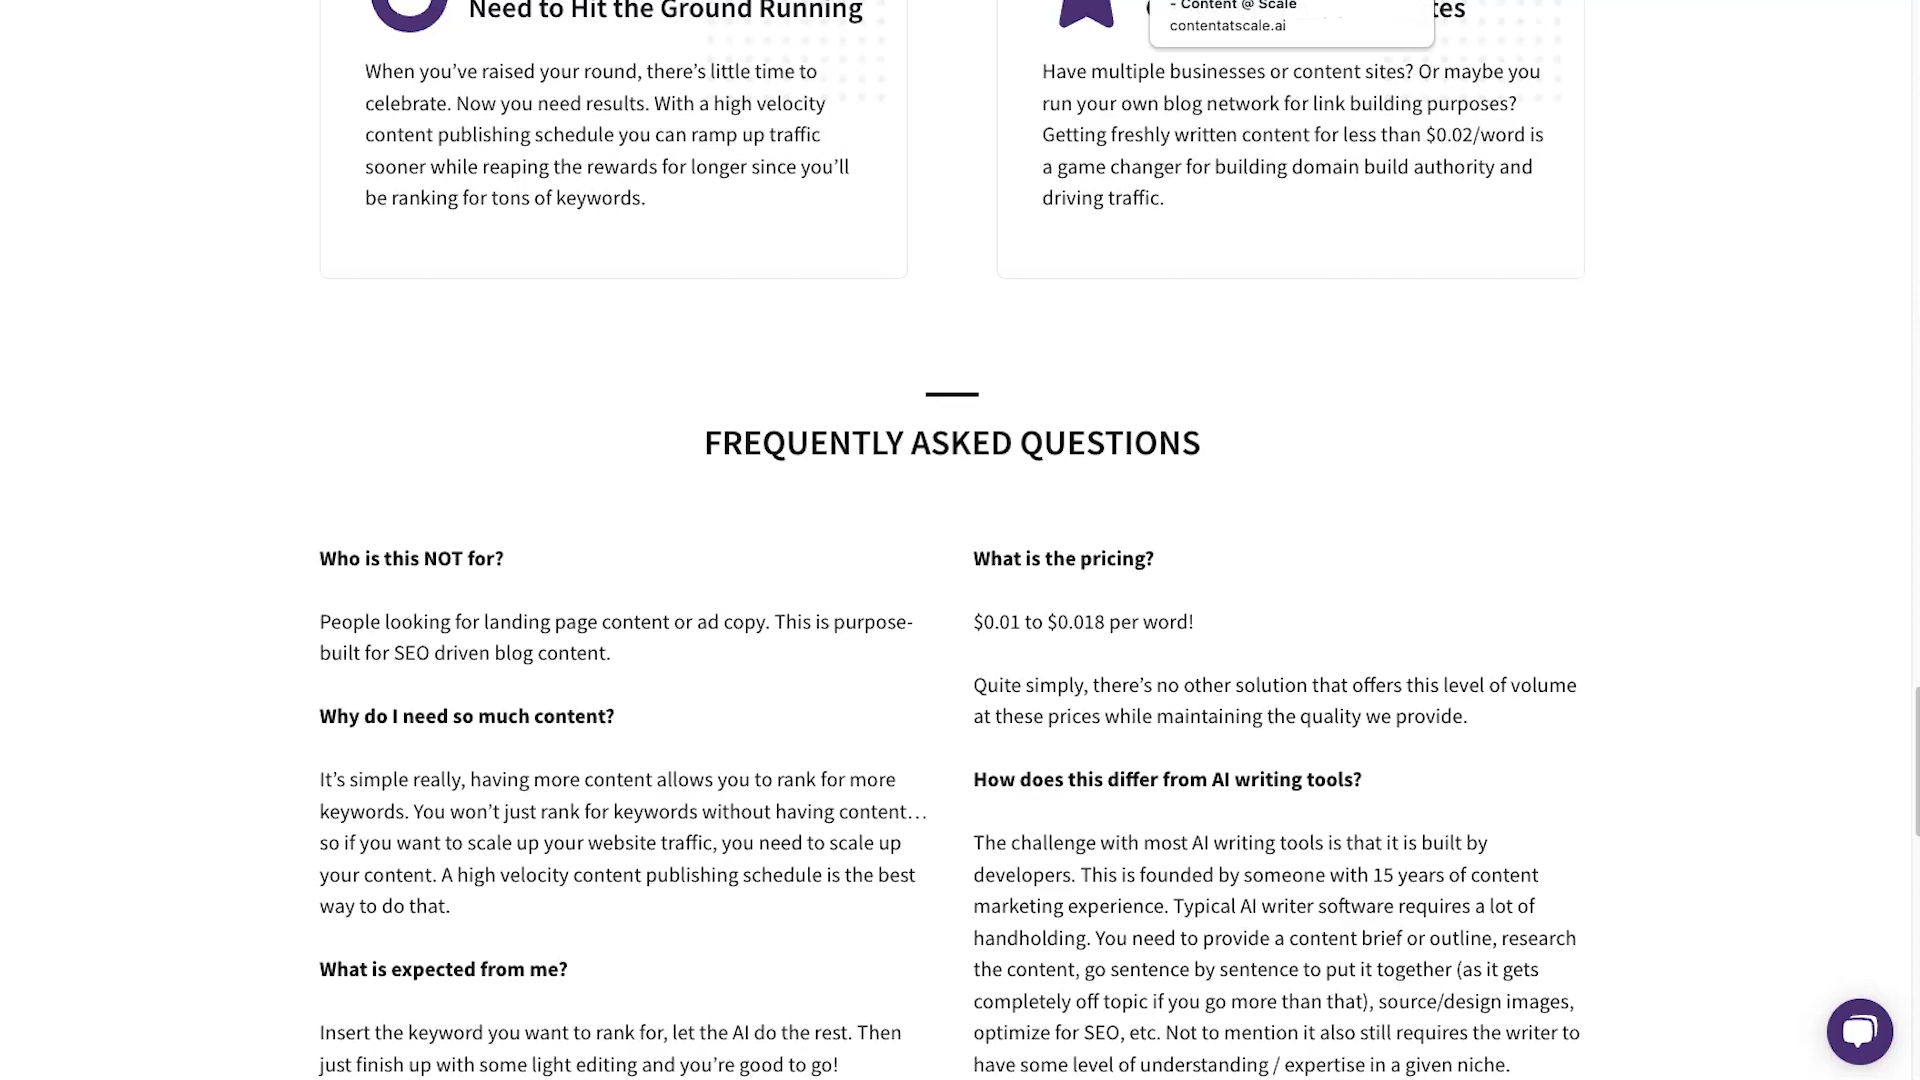 Need to Hit the Ground Running
When you’ve raised your round, there’s little time to
celebrate. Now you need results. With a high velocity
content publishing schedule you can ramp up traffic
sooner while reaping the rewards for longer since you’ll
be ranking for tons of keywords.
- Content @ Scale
contentatscale.ai
Have multiple businesses or content sites? Or maybe you
run your own blog network for link building purposes?
Getting freshly written content for less than $0.02/word is
a game changer for building domain build authority and
driving traffic.
FREQUENTLY ASKED QUESTIONS
Who is this NOT for?
People looking for landing page content or ad copy. This is purpose-
built for SEO driven blog content.
Why do I need so much content?
It’s simple really, having more content allows you to rank for more
keywords. You won’t just rank for keywords without having content…
so if you want to scale up your website traffic, you need to scale up
your content. A high velocity content publishing schedule is the best
way to do that.
What is expected from me?
Insert the keyword you want to rank for, let the AI do the rest. Then
just finish up with some light editing and you’re good to go!
What is the pricing?
$0.01 to $0.018 per word!
Quite simply, there’s no other solution that offers this level of volume
at these prices while maintaining the quality we provide.
How does this differ from AI writing tools?
The challenge with most AI writing tools is that it is built by
developers. This is founded by someone with 15 years of content
marketing experience. Typical AI writer software requires a lot of
handholding. You need to provide a content brief or outline, research
the content, go sentence by sentence to put it together (as it gets
completely off topic if you go more than that), source/design images,
optimize for SEO, etc. Not to mention it also still requires the writer to
have some level of understanding / expertise in a given niche.